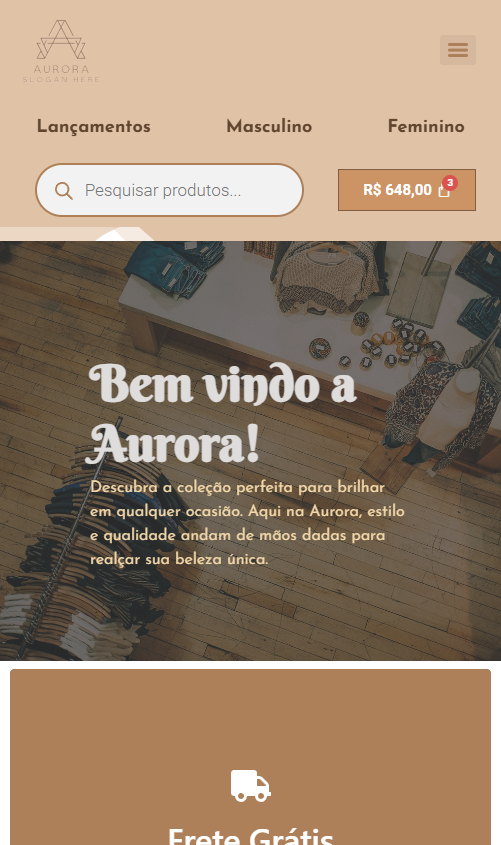 AURORA
SLOGAN HERE
Lançamentos
Masculino
Feminino
Pesquisar produtos...
R$ 648,00
3
Bem vindo a
Aurora!
Descubra a coleção perfeita para brilhar
em qualquer ocasião. Aqui na Aurora, estilo
e qualidade andam de mãos dadas para
realçar sua beleza única.
Frete Grátis